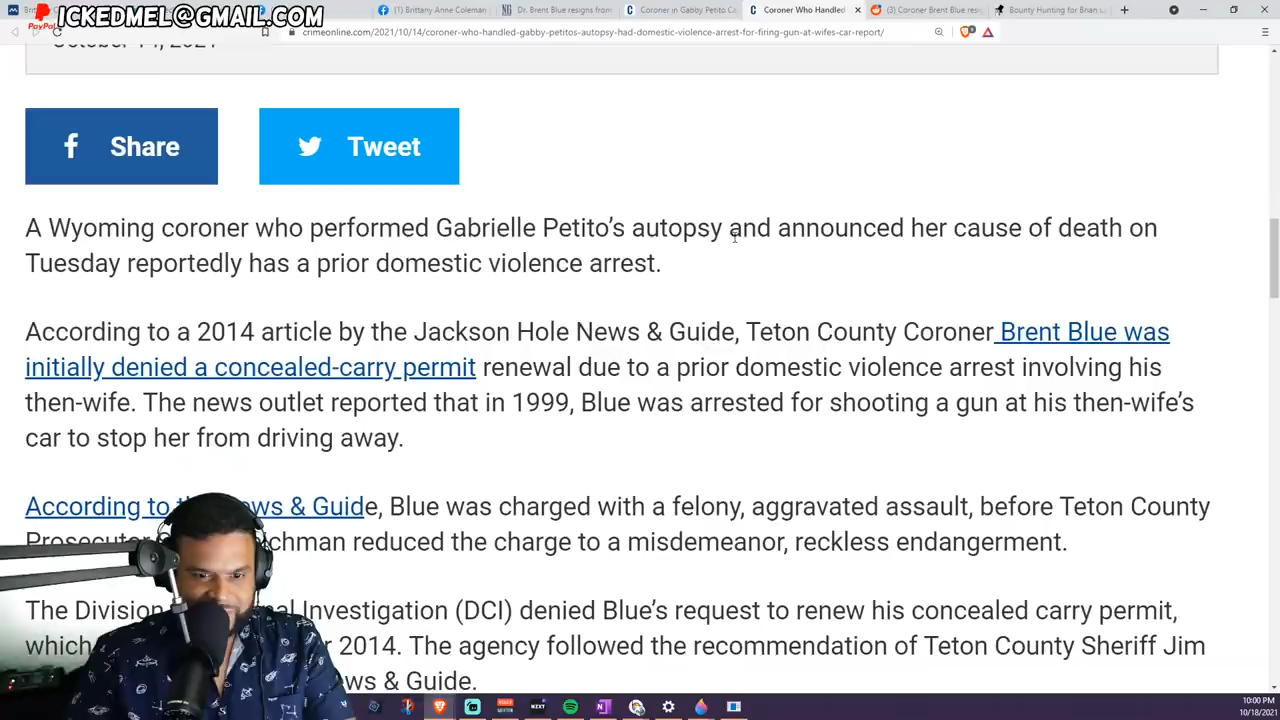 ICKEDMEL@GMAIL.COM
PayPal
(1) Brittany Anne Coleman
Dr. Brent Blue resigns from
Coroner in Gabby Petito Ca
Coroner Who Handled
(3) Coroner Brent Blue resig
Bounty Hunting for Brian La
crimeonline.com/2021/10/14/coroner-who-handled-gabby-petitos-autopsy-had-domestic-violence-arrest-for-firing-gun-at-wifes-car-report/
October 14, 2021
Share
Tweet
A Wyoming coroner who performed Gabrielle Petito’s autopsy and announced her cause of death on
Tuesday reportedly has a prior domestic violence arrest.
According to a 2014 article by the Jackson Hole News & Guide, Teton County Coroner Brent Blue was
initially denied a concealed-carry permit renewal due to a prior domestic violence arrest involving his
then-wife. The news outlet reported that in 1999, Blue was arrested for shooting a gun at his then-wife’s
car to stop her from driving away.
According to ews & Guide, Blue was charged with a felony, aggravated assault, before Teton County
Prosecutor chman reduced the charge to a misdemeanor, reckless endangerment.
The Division nal Investigation (DCI) denied Blue’s request to renew his concealed carry permit,
which r 2014. The agency followed the recommendation of Teton County Sheriff Jim
ws & Guide.
10:00 PM
10/18/2021